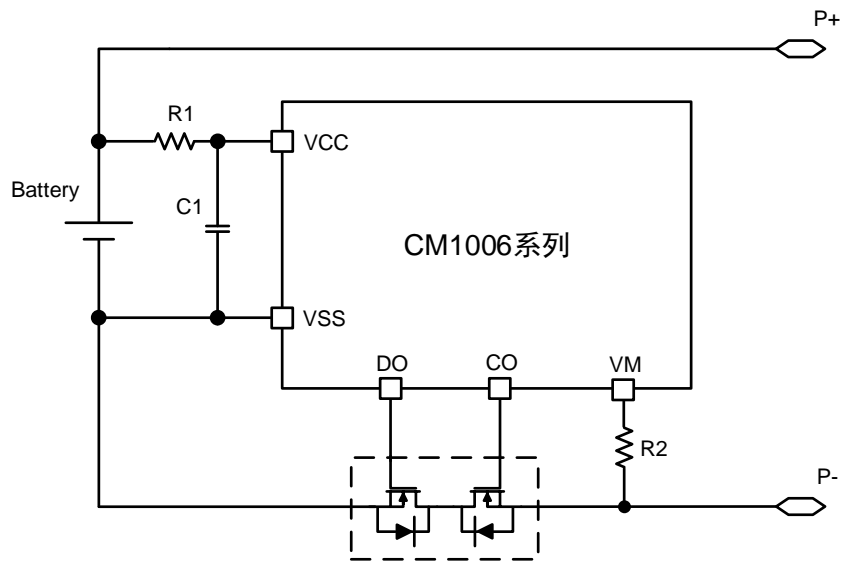 P+
R1
VCC
Battery
C1
CM1006系列
VSS
DO
CO
VM
R2
P-